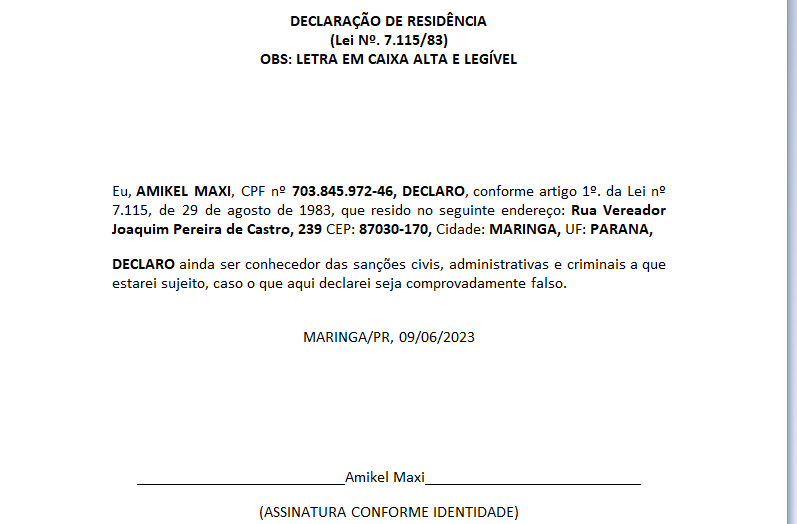 DECLARAÇÃO DE RESIDÊNCIA
(Lei Nº. 7.115/83)
OBS: LETRA EM CAIXA ALTA E LEGÍVEL
Eu, AMIKEL MAXI, CPF nº 703.845.972-46, DECLARO, conforme artigo 1º. da Lei nº
7.115, de 29 de agosto de 1983, que resido no seguinte endereço: Rua Vereador
Joaquim Pereira de Castro, 239 CEP: 87030-170, Cidade: MARINGA, UF: PARANA,
DECLARO ainda ser conhecedor das sanções civis, administrativas e criminais a que
estarei sujeito, caso o que aqui declarei seja comprovadamente falso.
MARINGA/PR, 09/06/2023
__________________________Amikel Maxi___________________________
(ASSINATURA CONFORME IDENTIDADE)